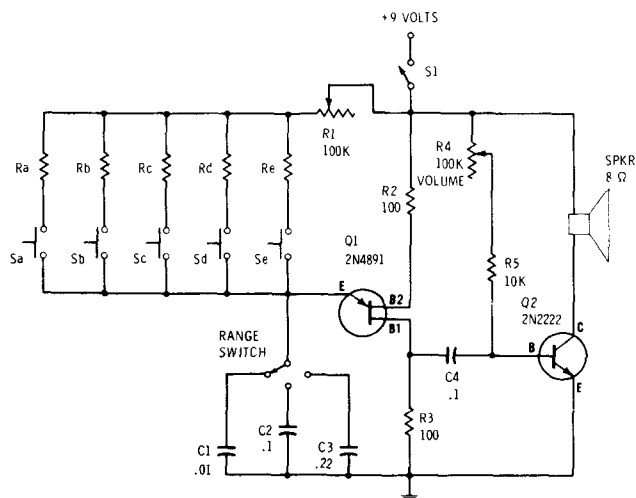 +9 VOLTS
S1
R1
100K
R4
100K
VOLUME
SPKR
8 Ω
Ra
Rb
Rc
Rd
Re
R2
100
Sa
Sb
Sc
Sd
Se
Q1
2N4891
R5
10K
Q2
2N2222
E
B2
B1
C
B
E
RANGE
SWITCH
C4
.1
C1
.01
C2
.1
C3
.22
R3
100